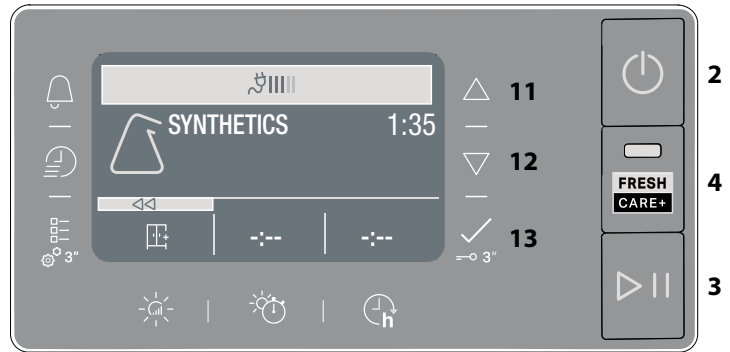 SYNTHETICS 1:35
-:-- -:--
3"
3"
h
11
12
13
FRESH
CARE+
2
4
3